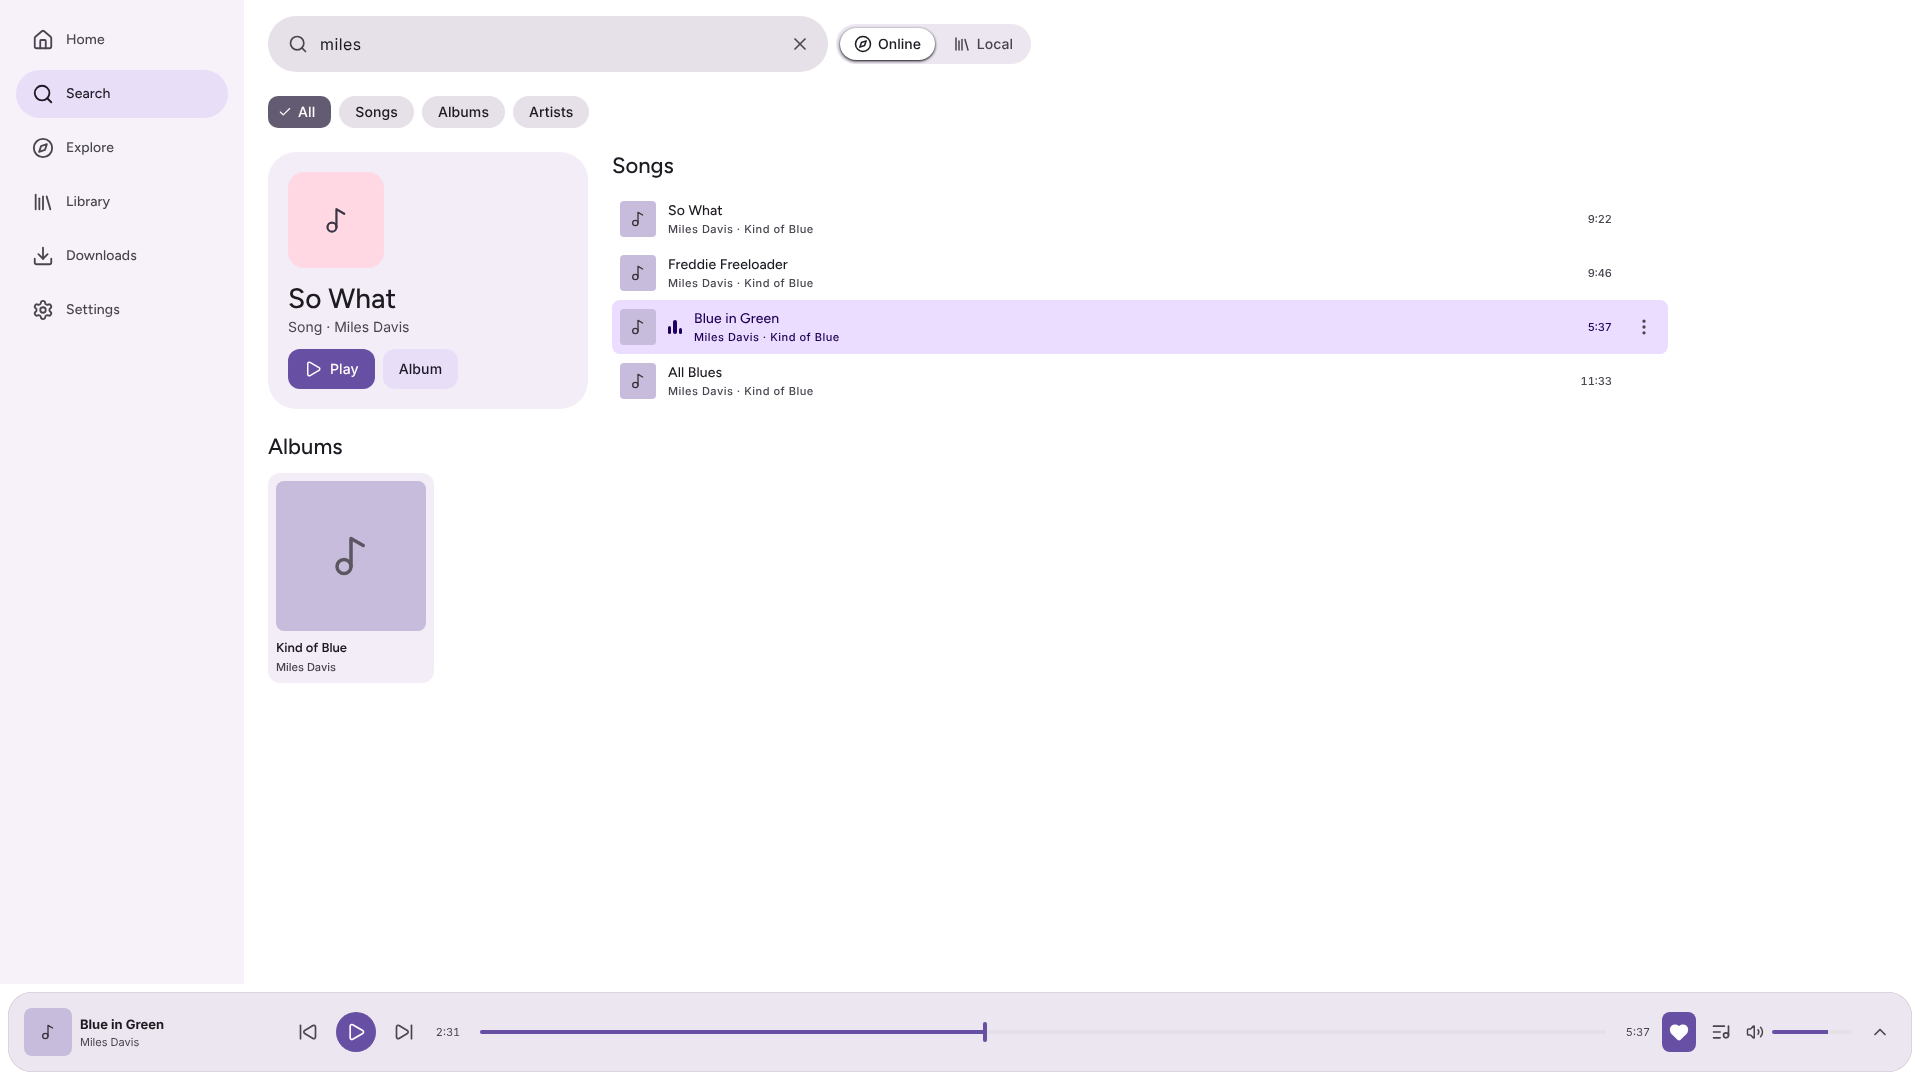 Home
Search
Explore
Library
Downloads
Settings
miles
Online
Local
All
Songs
Albums
Artists
So What
Song · Miles Davis
Play
Album
Songs
So What
Miles Davis · Kind of Blue
9:22
Freddie Freeloader
Miles Davis · Kind of Blue
9:46
Blue in Green
Miles Davis · Kind of Blue
5:37
All Blues
Miles Davis · Kind of Blue
11:33
Albums
Kind of Blue
Miles Davis
Blue in Green
Miles Davis
2:31
5:37